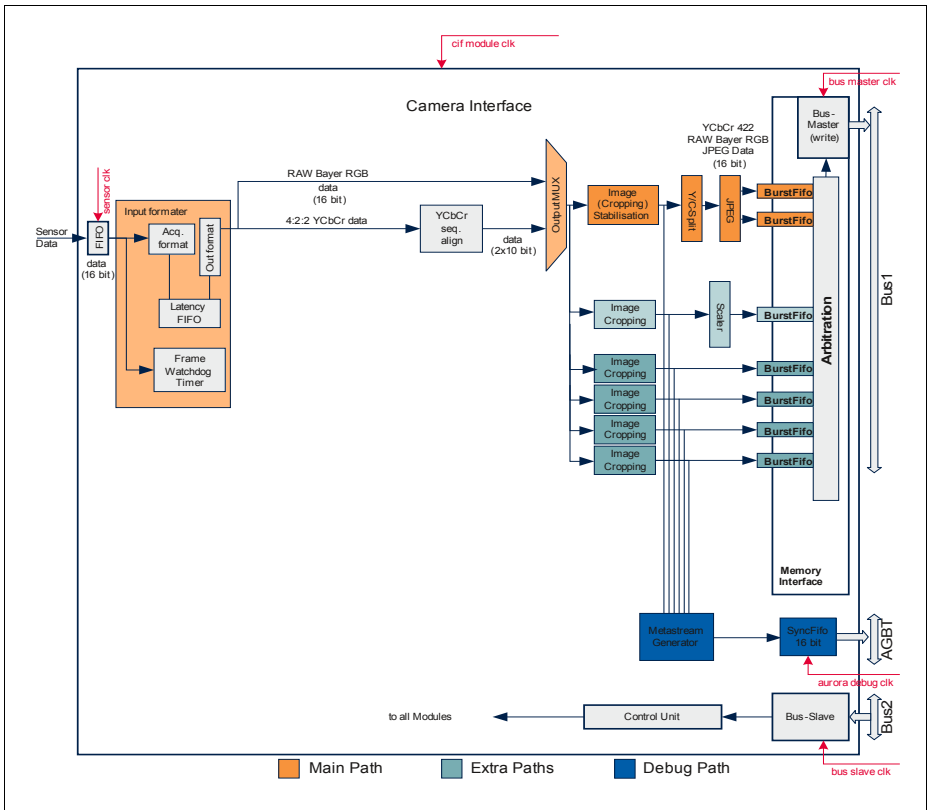 cif module clk
bus master clk
Camera Interface
Bus-
Master
(write)
YCbCr 422
RAW Bayer RGB
JPEG Data
(16 bit)
sensor clk
RAW Bayer RGB
data
(16 bit)
4:2:2 YCbCr data
Input formater
Sensor
Data
FIFO
data
(16 bit)
Acq.
format
Out format
Latency
FIFO
Frame
Watchdog
Timer
YCbCr
seq.
align
data
(2x10 bit)
OutputMUX
Image
(Cropping)
Stabilisation
Y/C-Split
JPEG
BurstFifo
BurstFifo
Image
Cropping
Scaler
BurstFifo
Image
Cropping
BurstFifo
Image
Cropping
BurstFifo
Image
Cropping
BurstFifo
Image
Cropping
BurstFifo
Arbitration
Bus1
Memory
Interface
Metastream
Generator
SyncFifo
16 bit
AGBT
aurora debug clk
to all Modules
Control Unit
Bus-Slave
Bus2
bus slave clk
Main Path
Extra Paths
Debug Path